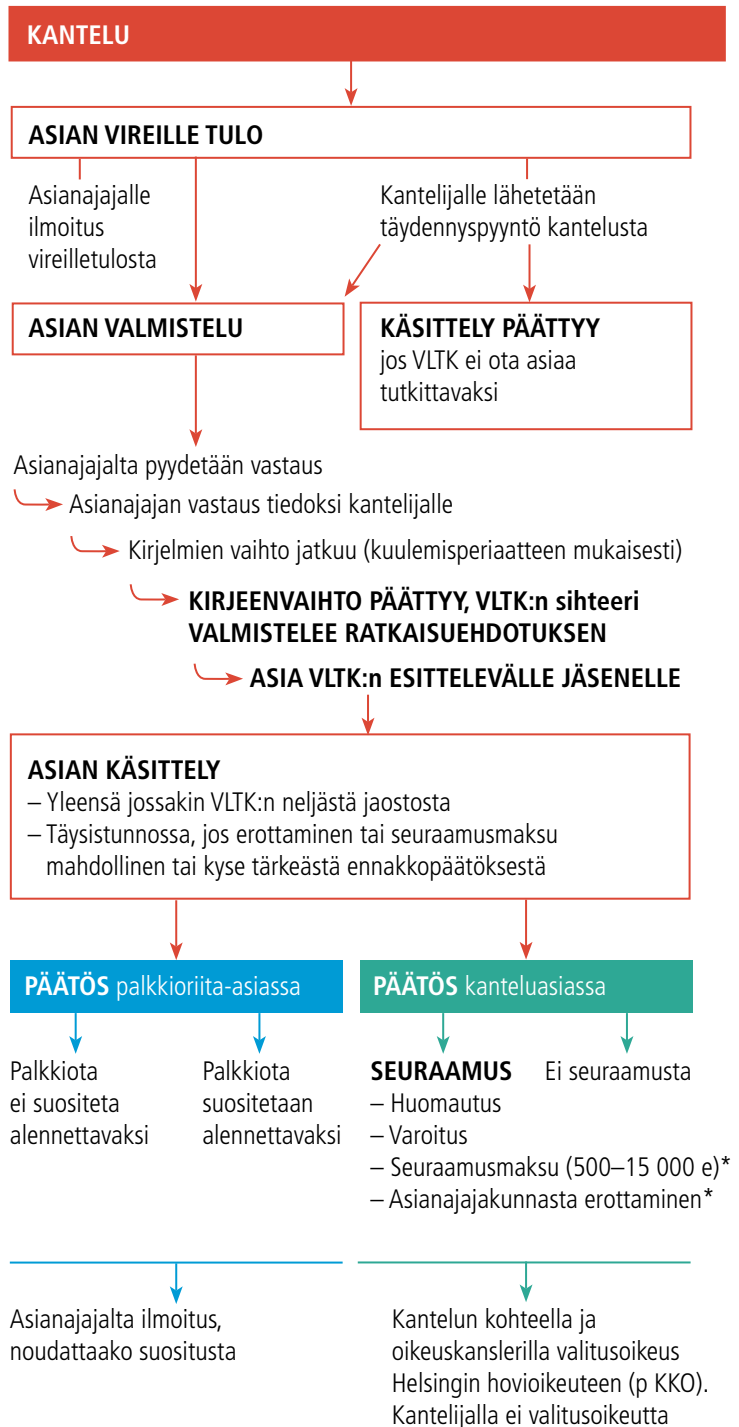 KANTELU
ASIAN VIREILLE TULO
Asianajajalle
ilmoitus
vireilletulosta
Kantelijalle lähetetään
täydennyspyyntö kantelusta
ASIAN VALMISTELU
KÄSITTELY PÄÄTTYY
jos VLTK ei ota asiaa
tutkittavaksi
Asianajajalta pyydetään vastaus
Asianajajan vastaus tiedoksi kantelijalle
Kirjelmien vaihto jatkuu (kuulemisperiaatteen mukaisesti)
KIRJEENVAIHTO PÄÄTTYY, VLTK:n sihteeri
VALMISTELEE RATKAISUEHDOTUKSEN
ASIA VLTK:n ESITTELEVÄLLE JÄSENELLE
ASIAN KÄSITTELY
– Yleensä jossakin VLTK:n neljästä jaostosta
– Täysistunnossa, jos erottaminen tai seuraamusmaksu
mahdollinen tai kyse tärkeästä ennakkopäätöksestä
PÄÄTÖS palkkioriita-asiassa
Palkkiota
ei suositeta
alennettavaksi
Palkkiota
suositetaan
alennettavaksi
Asianajajalta ilmoitus,
noudattaako suositusta
PÄÄTÖS kanteluasiassa
SEURAAMUS
– Huomautus
– Varoitus
– Seuraamusmaksu (500–15 000 e)*
– Asianajajakunnasta erottaminen*
Ei seuraamusta
Kantelun kohteella ja
oikeuskanslerilla valitusoikeus
Helsingin hovioikeuteen (p KKO).
Kantelijalla ei valitusoikeutta